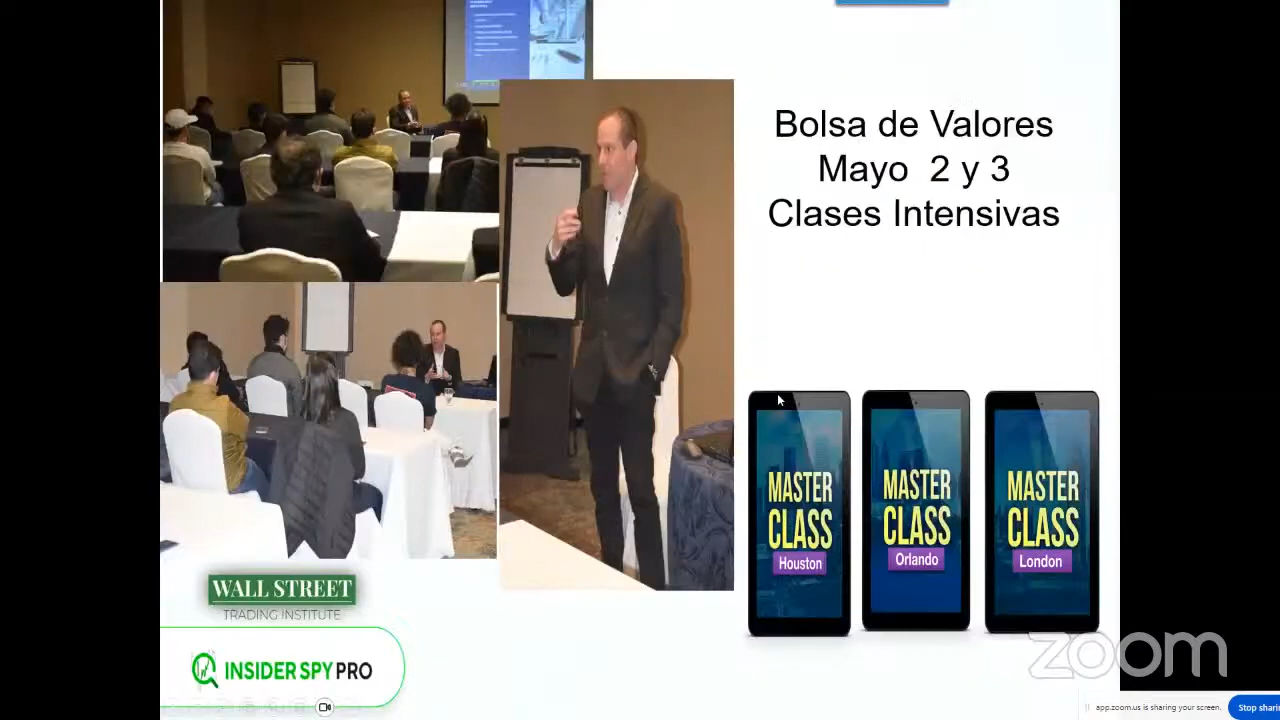 Bolsa de Valores
Mayo 2 y 3
Clases Intensivas
MASTER
CLASS
Houston
MASTER
CLASS
Orlando
MASTER
CLASS
London
WALL STREET
TRADING INSTITUTE
INSIDER SPY PRO
zoom
app.zoom.us is sharing your screen.
Stop shari